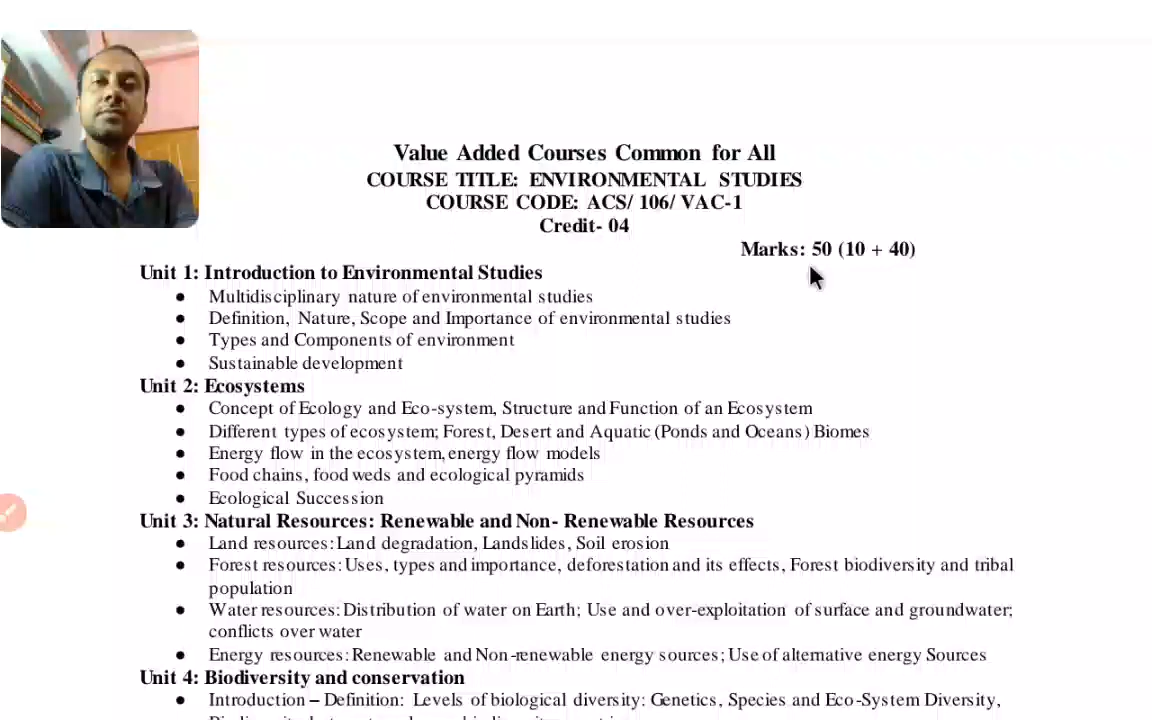 Value Added Courses Common for All
COURSE TITLE: ENVIRONMENTAL STUDIES
COURSE CODE: ACS/ 106/ VAC-1
Credit- 04
Marks: 50 (10 + 40)
Unit 1: Introduction to Environmental Studies
● Multidisciplinary nature of environmental studies
● Definition, Nature, Scope and Importance of environmental studies
● Types and Components of environment
● Sustainable development
Unit 2: Ecosystems
● Concept of Ecology and Eco-system, Structure and Function of an Ecosystem
● Different types of ecosystem; Forest, Desert and Aquatic (Ponds and Oceans) Biomes
● Energy flow in the ecosystem, energy flow models
● Food chains, food weds and ecological pyramids
● Ecological Succession
Unit 3: Natural Resources: Renewable and Non- Renewable Resources
● Land resources: Land degradation, Landslides, Soil erosion
● Forest resources: Uses, types and importance, deforestation and its effects, Forest biodiversity and tribal
population
● Water resources: Distribution of water on Earth; Use and over-exploitation of surface and groundwater;
conflicts over water
● Energy resources: Renewable and Non-renewable energy sources; Use of alternative energy Sources
Unit 4: Biodiversity and conservation
● Introduction – Definition: Levels of biological diversity: Genetics, Species and Eco-System Diversity,